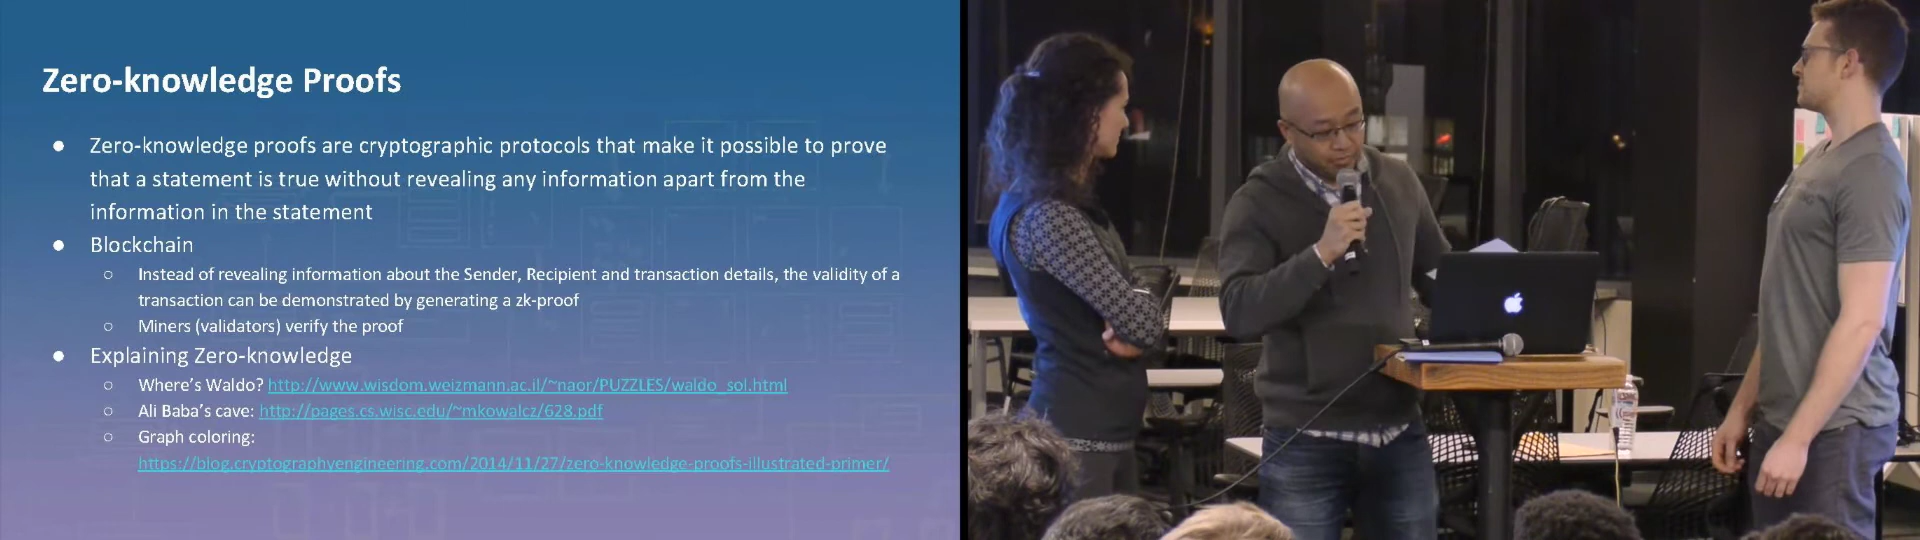 Zero-knowledge Proofs
● Zero-knowledge proofs are cryptographic protocols that make it possible to prove
that a statement is true without revealing any information apart from the
information in the statement
● Blockchain
○ Instead of revealing information about the Sender, Recipient and transaction details, the validity of a
transaction can be demonstrated by generating a zk-proof
○ Miners (validators) verify the proof
● Explaining Zero-knowledge
○ Where's Waldo? http://www.wisdom.weizmann.ac.il/~naor/PUZZLES/waldo_sol.html
○ Ali Baba's cave: http://pages.cs.wisc.edu/~mkowalcz/628.pdf
○ Graph coloring:
https://blog.cryptographyengineering.com/2014/11/27/zero-knowledge-proofs-illustrated-primer/